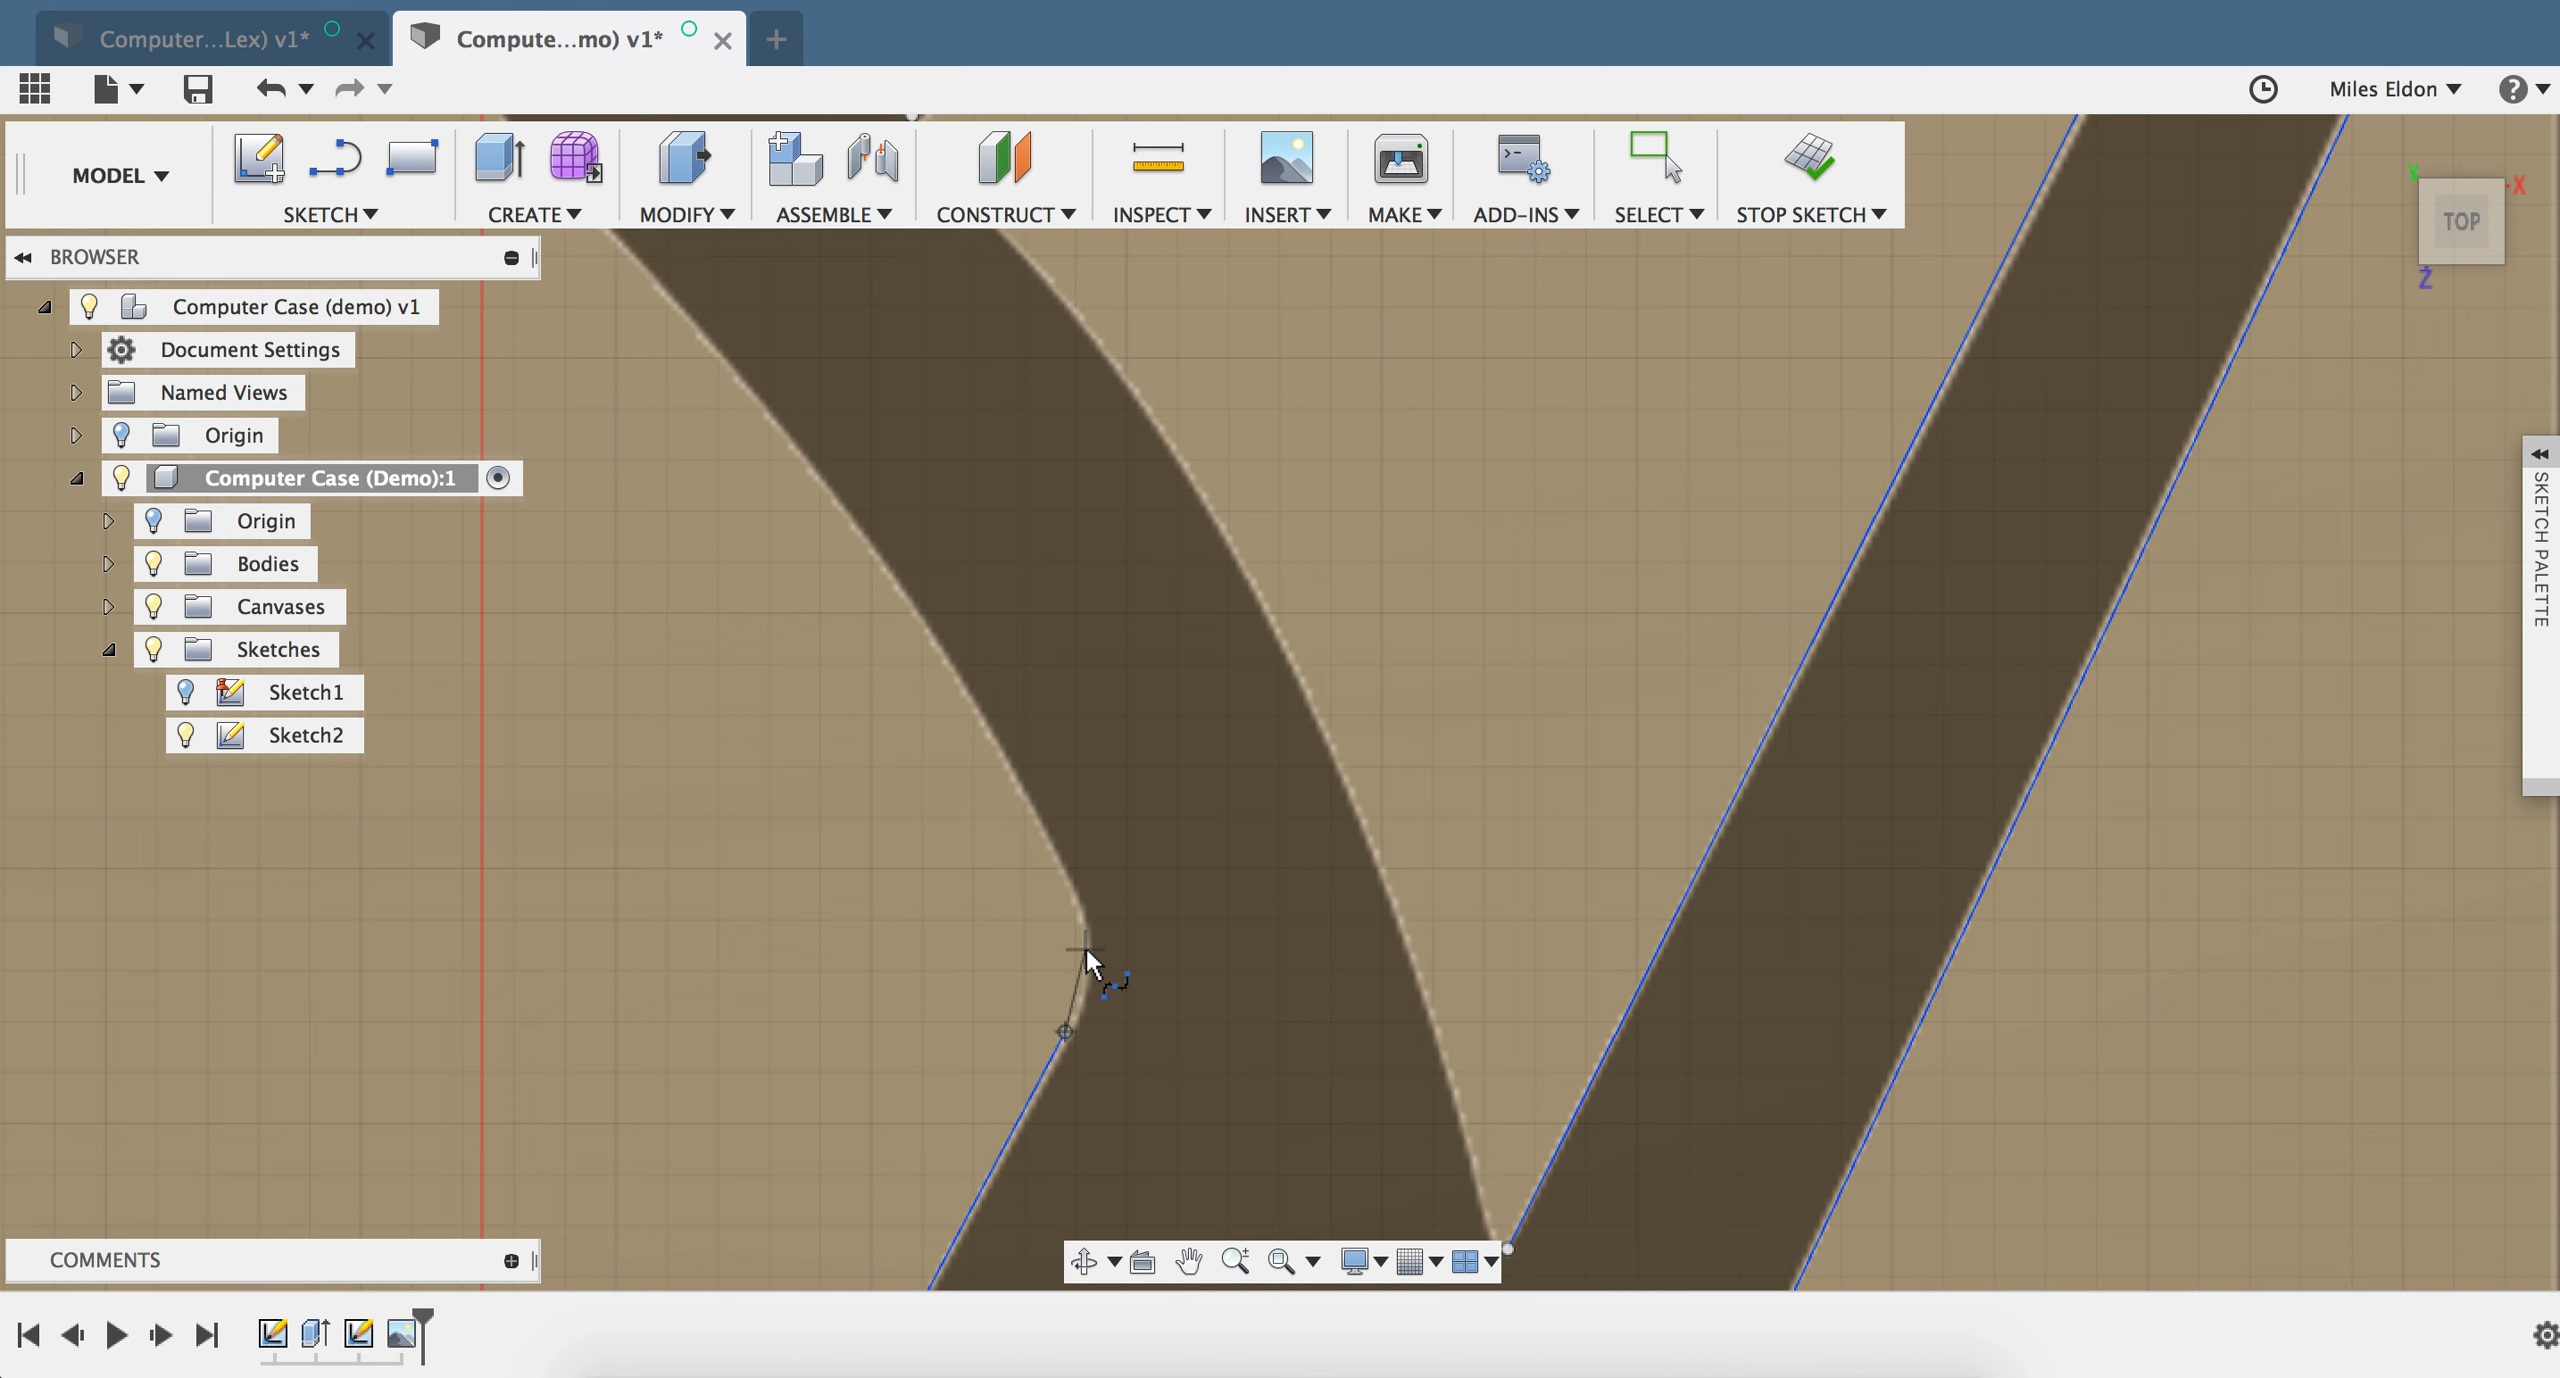 Computer...Lex) v1*
Compute...mo) v1*
Miles Eldon
MODEL
SKETCH
CREATE
MODIFY
ASSEMBLE
CONSTRUCT
INSPECT
INSERT
MAKE
ADD-INS
SELECT
STOP SKETCH
Y
X
TOP
Z
BROWSER
Computer Case (demo) v1
Document Settings
Named Views
Origin
Computer Case (Demo):1
Origin
Bodies
Canvases
Sketches
Sketch1
Sketch2
SKETCH PALETTE
COMMENTS